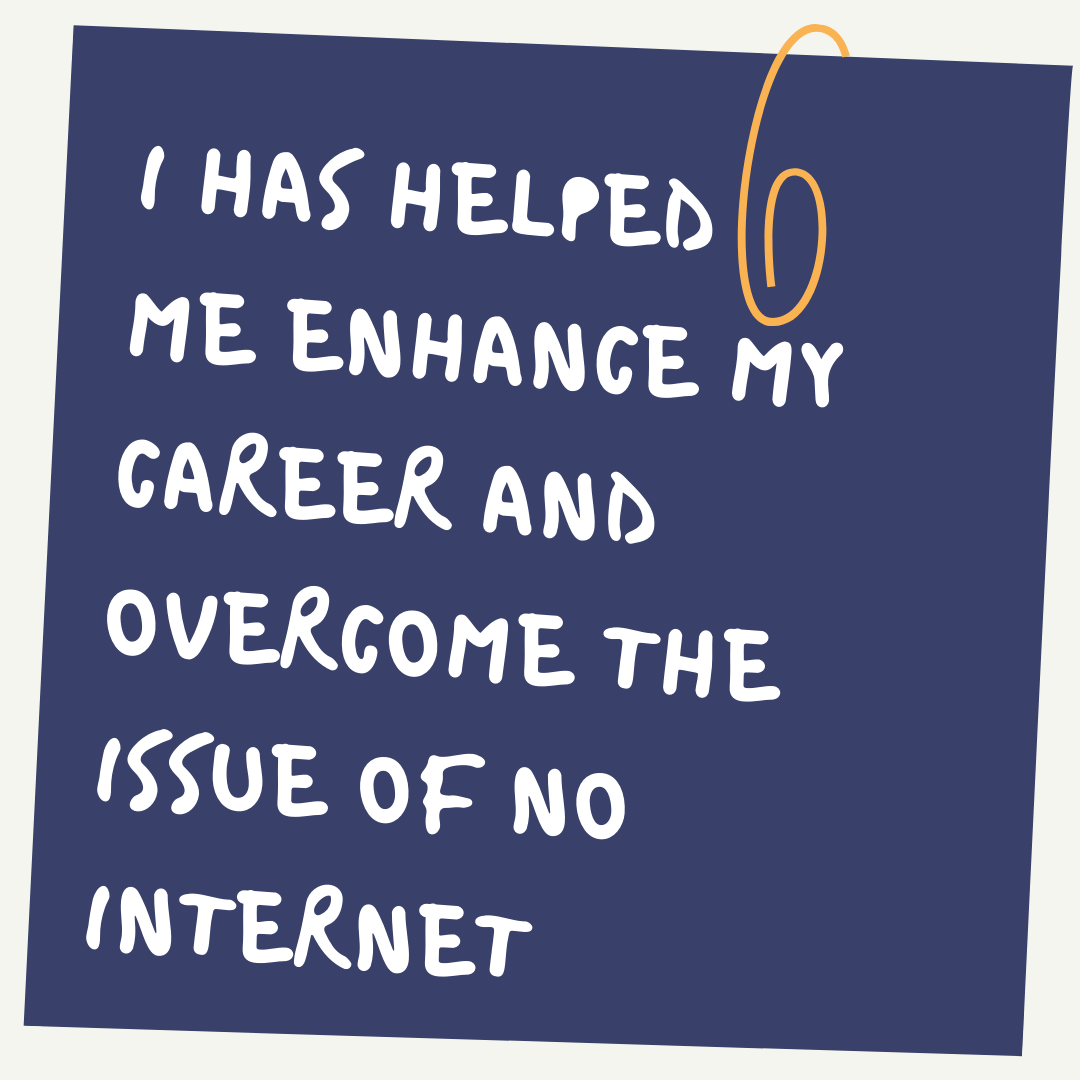 I HAS HELPED
ME ENHANCE MY
CAREER AND
OVERCOME THE
ISSUE OF NO
INTERNET